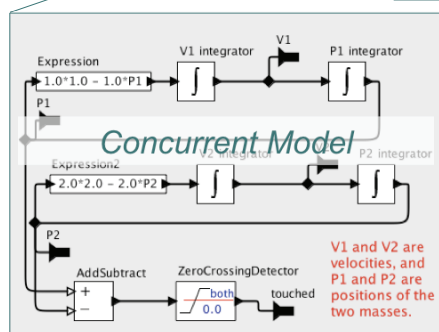 V1 integrator
V1
P1 integrator
Expression
1.0*1.0 - 1.0*P1
∫
∫
P1
Concurrent Model
Expression2
V2 integrator
P2 integrator
2.0*2.0 - 2.0*P2
∫
∫
P2
V1 and V2 are
velocities, and
P1 and P2 are
positions of the
two masses.
AddSubtract
ZeroCrossingDetector
+
−
both
0.0
touched